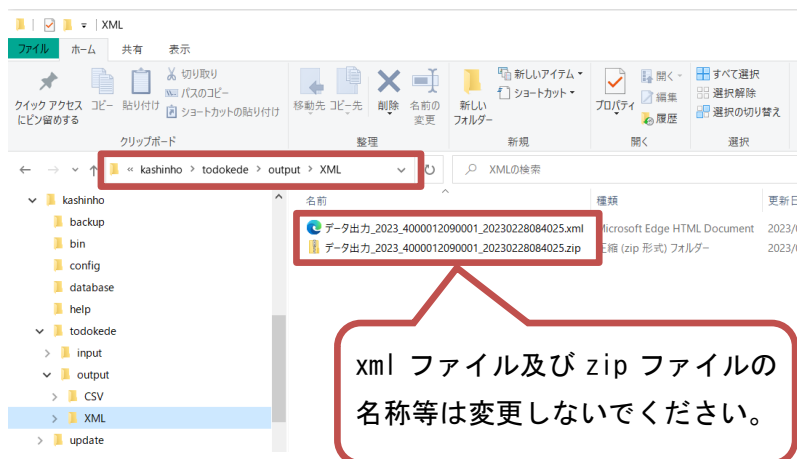 XML
ファイル ホーム 共有 表示
クイック アクセスにピン留めする
コピー
貼り付け
切り取り
パスのコピー
ショートカットの貼り付け
移動先 コピー先 削除 名前の変更
新しいフォルダー
新しいアイテム
ショートカット
プロパティ
開く
編集
履歴
すべて選択
選択解除
選択の切り替え
クリップボード 整理 新規 開く 選択
« kashinho › todokede › output › XML
XMLの検索
kashinho
backup
bin
config
database
help
todokede
input
output
CSV
XML
update
名前 種類
データ出力_2023_4000012090001_20230228084025.xml Microsoft Edge HTML Document 2023/
データ出力_2023_4000012090001_20230228084025.zip 圧縮 (zip 形式) フォルダー 2023/
xml ファイル及び zip ファイルの
名称等は変更しないでください。